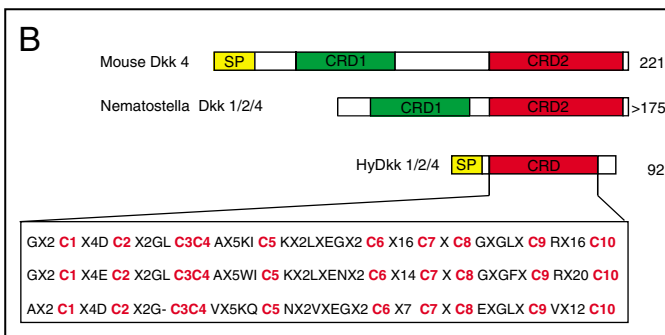 B
Mouse Dkk 4 SP CRD1 CRD2 221
Nematostella Dkk 1/2/4 CRD1 CRD2 >175
HyDkk 1/2/4 SP CRD 92
GX2 C1 X4D C2 X2GL C3C4 AX5KI C5 KX2LXEGX2 C6 X16 C7 X C8 GXGLX C9 RX16 C10
GX2 C1 X4E C2 X2GL C3C4 AX5WI C5 KX2LXENX2 C6 X14 C7 X C8 GXGFX C9 RX20 C10
AX2 C1 X4D C2 X2G- C3C4 VX5KQ C5 NX2VXEGX2 C6 X7 C7 X C8 EXGLX C9 VX12 C10